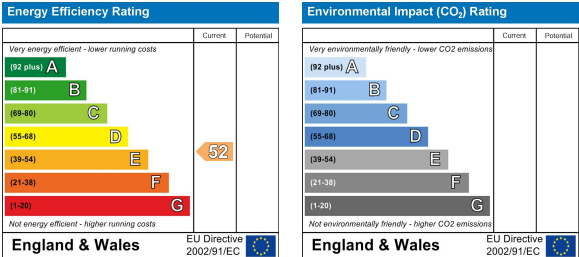 Energy Efficiency Rating
Current Potential
Very energy efficient - lower running costs
(92 plus) A
(81-91) B
(69-80) C
(55-68) D
(39-54) E
52
(21-38) F
(1-20) G
Not energy efficient - higher running costs
England & Wales
EU Directive
2002/91/EC
Environmental Impact (CO2) Rating
Current Potential
Very environmentally friendly - lower CO2 emissions
(92 plus) A
(81-91) B
(69-80) C
(55-68) D
(39-54) E
(21-38) F
(1-20) G
Not environmentally friendly - higher CO2 emissions
England & Wales
EU Directive
2002/91/EC